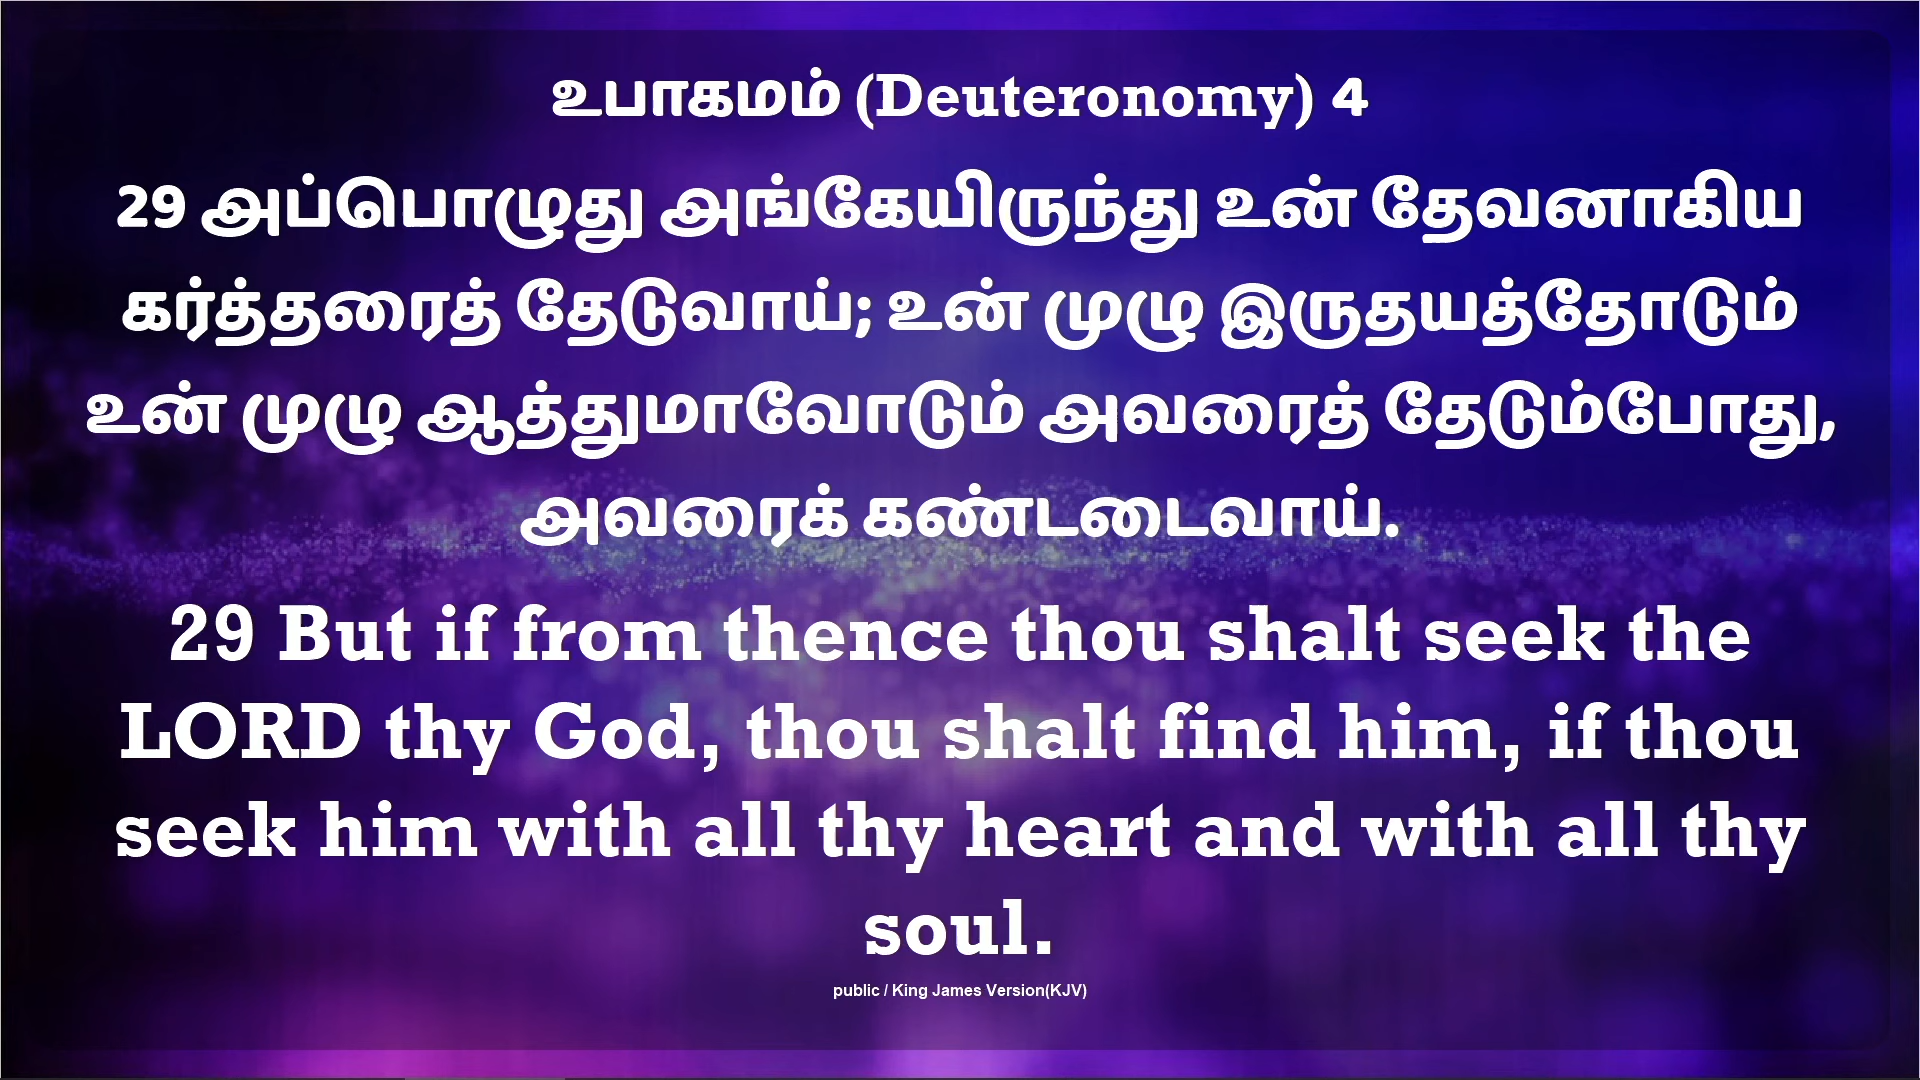 உபாகமம் (Deuteronomy) 4
29 அப்பொழுது அங்கேயிருந்து உன் தேவனாகிய
கர்த்தரைத் தேடுவாய்; உன் முழு இருதயத்தோடும்
உன் முழு ஆத்துமாவோடும் அவரைத் தேடும்போது,
அவரைக் கண்டடைவாய்.
29 But if from thence thou shalt seek the
LORD thy God, thou shalt find him, if thou
seek him with all thy heart and with all thy
soul.
public / King James Version(KJV)